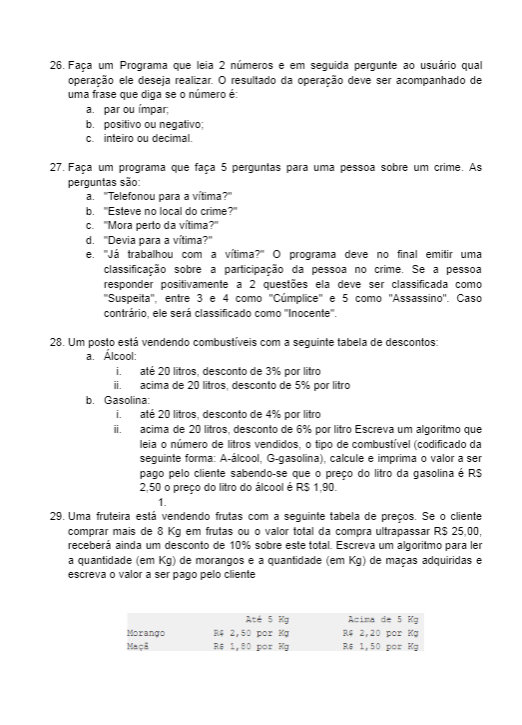 26. Faça um Programa que leia 2 números e em seguida pergunte ao usuário qual
operação ele deseja realizar. O resultado da operação deve ser acompanhado de
uma frase que diga se o número é:
a. par ou ímpar;
b. positivo ou negativo;
c. inteiro ou decimal.
27. Faça um programa que faça 5 perguntas para uma pessoa sobre um crime. As
perguntas são:
a. "Telefonou para a vítima?"
b. "Esteve no local do crime?"
c. "Mora perto da vítima?"
d. "Devia para a vítima?"
e. "Já trabalhou com a vítima?" O programa deve no final emitir uma
classificação sobre a participação da pessoa no crime. Se a pessoa
responder positivamente a 2 questões ela deve ser classificada como
"Suspeita", entre 3 e 4 como "Cúmplice" e 5 como "Assassino". Caso
contrário, ele será classificado como "Inocente".
28. Um posto está vendendo combustíveis com a seguinte tabela de descontos:
a. Álcool:
i. até 20 litros, desconto de 3% por litro
ii. acima de 20 litros, desconto de 5% por litro
b. Gasolina:
i. até 20 litros, desconto de 4% por litro
ii. acima de 20 litros, desconto de 6% por litro Escreva um algoritmo que
leia o número de litros vendidos, o tipo de combustível (codificado da
seguinte forma: A-álcool, G-gasolina), calcule e imprima o valor a ser
pago pelo cliente sabendo-se que o preço do litro da gasolina é R$
2,50 o preço do litro do álcool é R$ 1,90.
1.
29. Uma fruteira está vendendo frutas com a seguinte tabela de preços. Se o cliente
comprar mais de 8 Kg em frutas ou o valor total da compra ultrapassar R$ 25,00,
receberá ainda um desconto de 10% sobre este total. Escreva um algoritmo para ler
a quantidade (em Kg) de morangos e a quantidade (em Kg) de maças adquiridas e
escreva o valor a ser pago pelo cliente
Até 5 Kg Acima de 5 Kg
Morango R$ 2,50 por Kg R$ 2,20 por Kg
Maçã R$ 1,80 por Kg R$ 1,50 por Kg